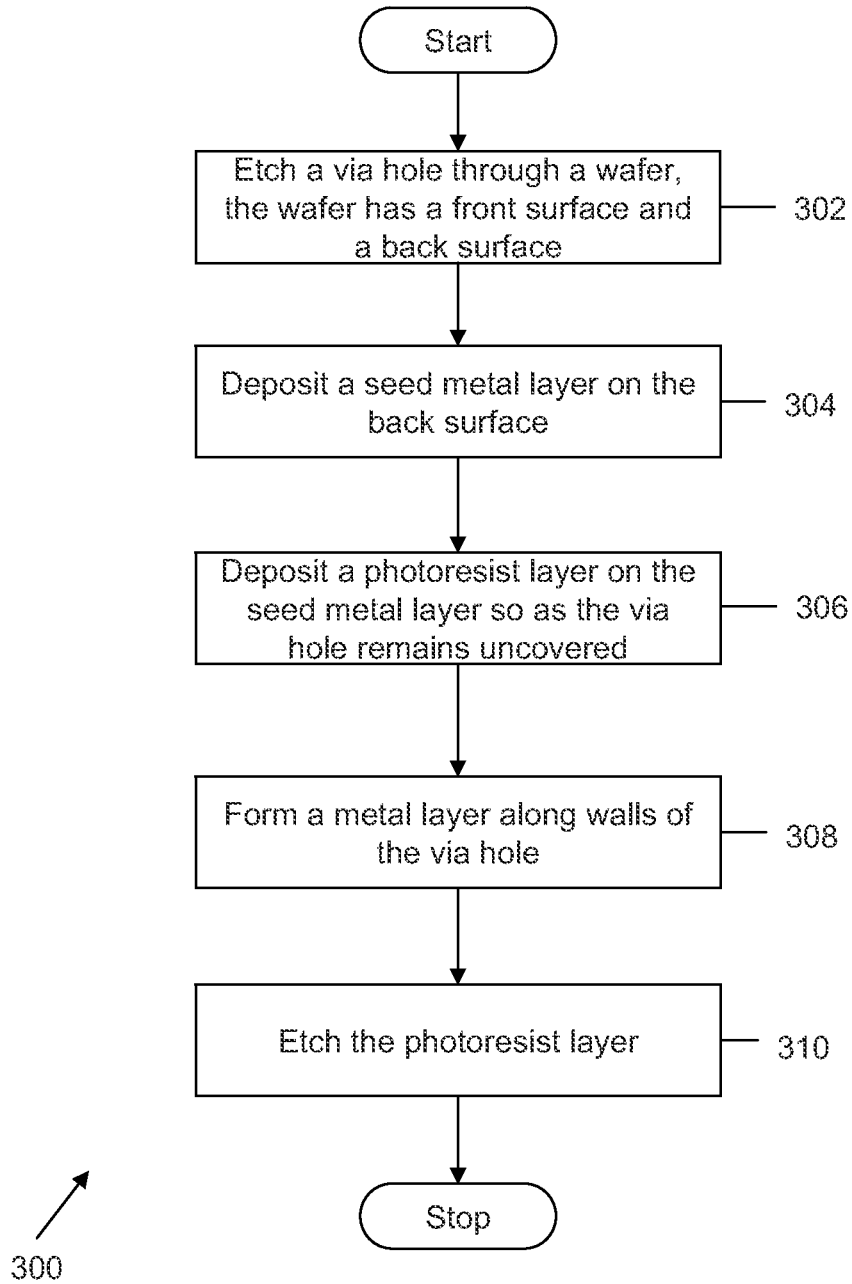 Start
Etch a via hole through a wafer,
the wafer has a front surface and
a back surface
302
Deposit a seed metal layer on the
back surface
304
Deposit a photoresist layer on the
seed metal layer so as the via
hole remains uncovered
306
Form a metal layer along walls of
the via hole
308
Etch the photoresist layer
310
Stop
300